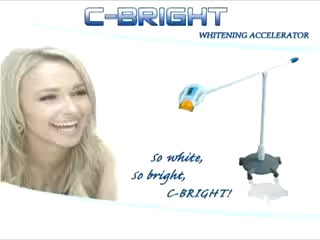 C-BRIGHT
WHITENING ACCELERATOR
so white,
so bright,
C-BRIGHT!